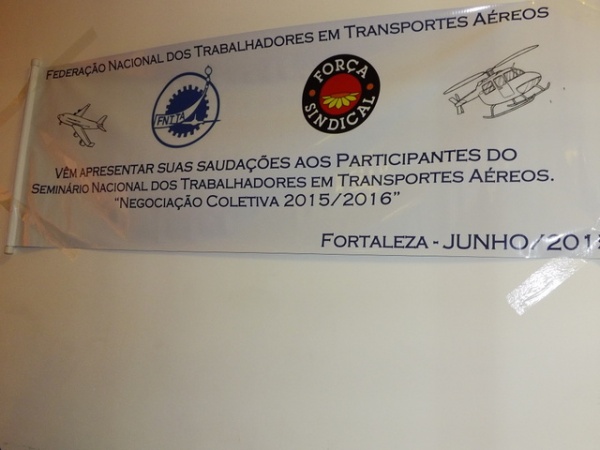 FEDERAÇÃO NACIONAL DOS TRABALHADORES EM TRANSPORTES AÉREOS
FNTTA
FORÇA
SINDICAL
VÊM APRESENTAR SUAS SAUDAÇÕES AOS PARTICIPANTES DO
SEMINÁRIO NACIONAL DOS TRABALHADORES EM TRANSPORTES AÉREOS.
"NEGOCIAÇÃO COLETIVA 2015/2016"
FORTALEZA - JUNHO/201